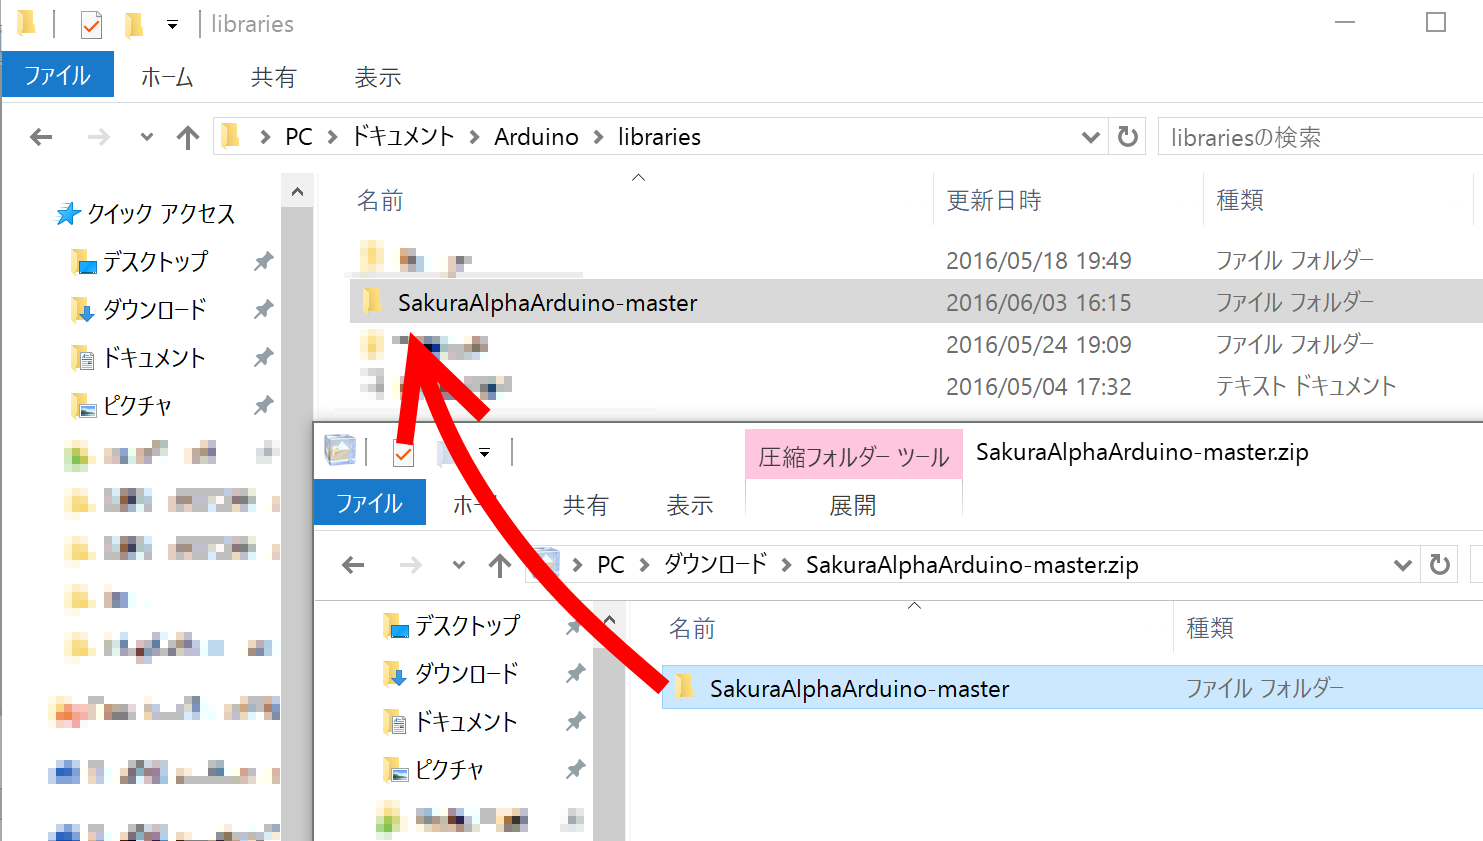 libraries
ファイル ホーム 共有 表示
PC ドキュメント Arduino libraries
librariesの検索
クイック アクセス
デスクトップ
ダウンロード
ドキュメント
ピクチャ
名前 更新日時 種類
2016/05/18 19:49 ファイル フォルダー
SakuraAlphaArduino-master 2016/06/03 16:15 ファイル フォルダー
2016/05/24 19:09 ファイル フォルダー
2016/05/04 17:32 テキスト ドキュメント
圧縮フォルダー ツール SakuraAlphaArduino-master.zip
ファイル 共有 表示 展開
PC ダウンロード SakuraAlphaArduino-master.zip
デスクトップ
ダウンロード
ドキュメント
ピクチャ
名前 種類
SakuraAlphaArduino-master ファイル フォルダー